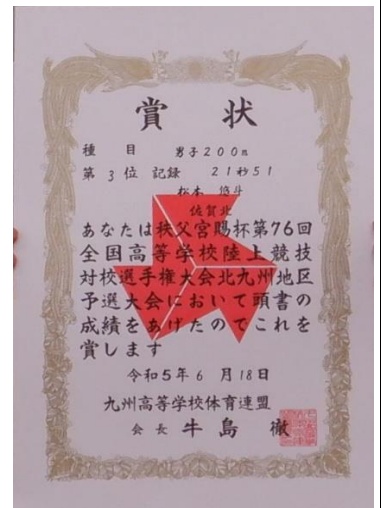 賞状
種目 男子200m
第3位 記録 21秒51
松本 悠斗
佐賀北
あなたは秩父宮賜杯第76回
全国高等学校陸上競技
対校選手権大会北九州地区
予選大会において頭書の
成績をあげたのでこれを
賞します
令和5年6月18日
九州高等学校体育連盟
会長 牛島 徹